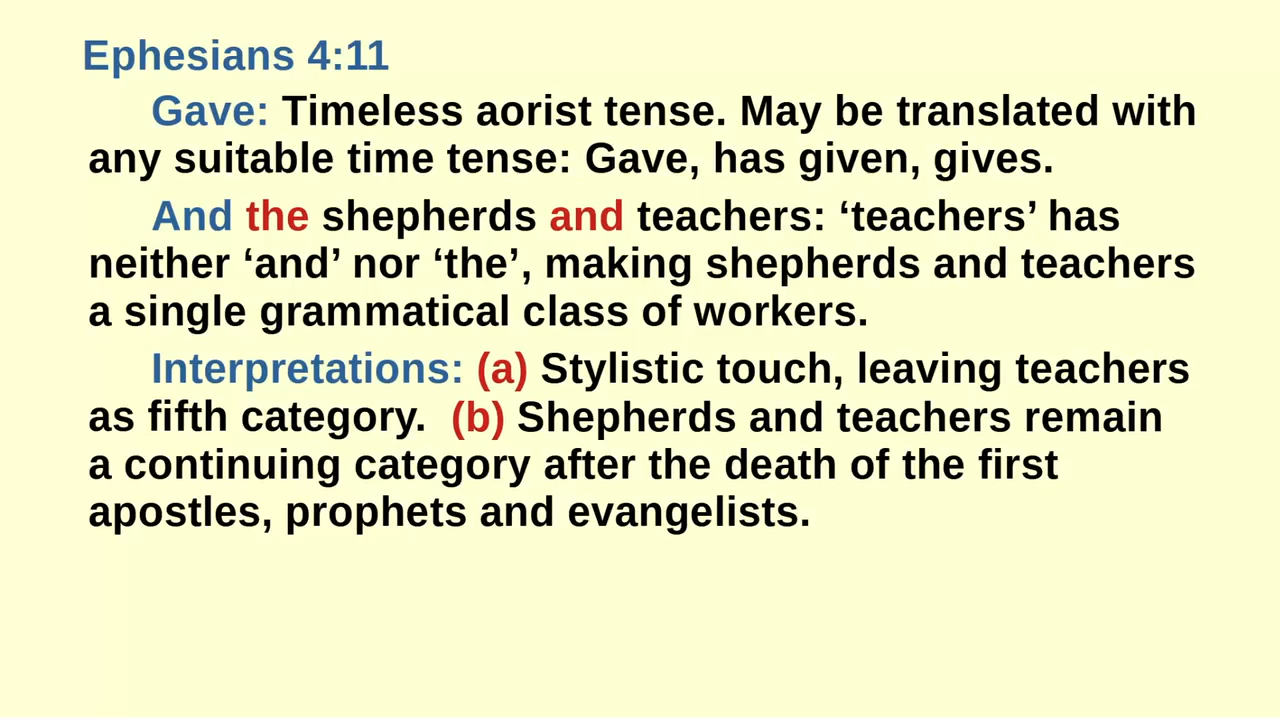 Ephesians 4:11
Gave: Timeless aorist tense. May be translated with
any suitable time tense: Gave, has given, gives.
And the shepherds and teachers: ‘teachers’ has
neither ‘and’ nor ‘the’, making shepherds and teachers
a single grammatical class of workers.
Interpretations: (a) Stylistic touch, leaving teachers
as fifth category.  (b) Shepherds and teachers remain
a continuing category after the death of the first
apostles, prophets and evangelists.